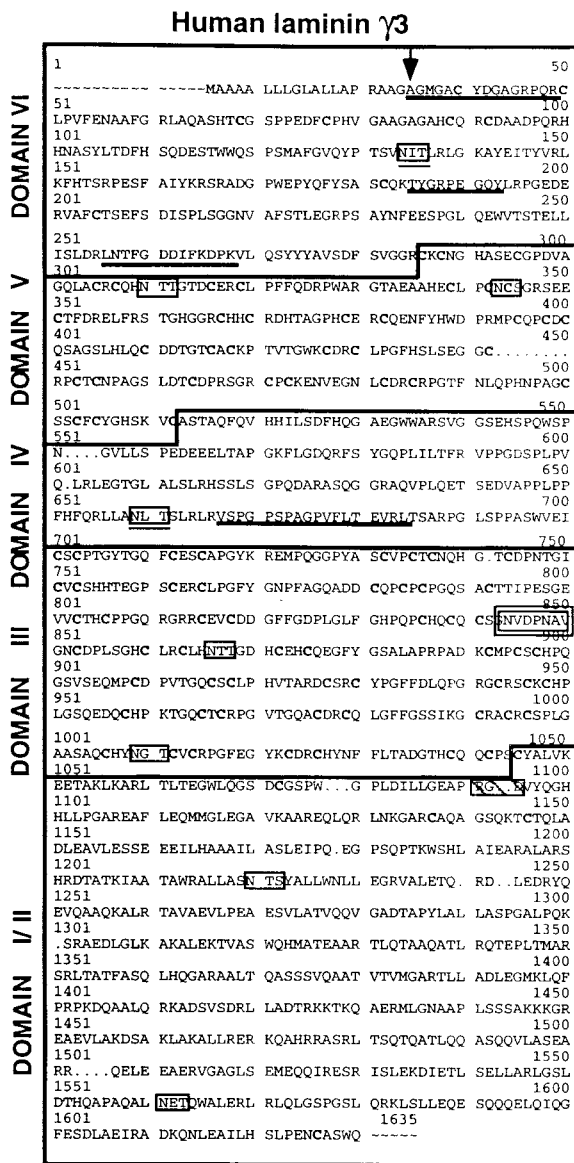 Human laminin γ3
1 50
~~~~~~~~~~ ~~~~~MAAAA LLLGLALLAP RAAGAGMGAC YDGAGRPQRC
51 100
LPVFENAAFG RLAQASHTCG SPPEDFCPHV GAAGAGAHCQ RCDAADPQRH
101 150
HNASYLTDFH SQDESTWWQS PSMAFGVQYP TSVNITLRLG KAYEITYVRL
151 200
KFHTSRPESF AIYKRSRADG PWEPYQFYSA SCQKTYGRPE GQYLRPGEDE
201 250
RVAFCTSEFS DISPLSGGNV AFSTLEGRPS AYNFEESPGL QEWVTSTELL
251 300
ISLDRLNTFG DDIFKDPKVL QSYYYAVSDF SVGGRCKCNG HASECGPDVA
301 350
GQLACRCQHN TTGTDCERCL PFFQDRPWAR GTAEAAHECL PCNCSGRSEE
351 400
CTFDRELFRS TGHGGRCHHC RDHTAGPHCE RCQENFYHWD PRMPCQPCDC
401 450
QSAGSLHLQC DDTGTCACKP TVTGWKCDRC LPGFHSLSEG GC........
451 500
RPCTCNPAGS LDTCDPRSGR CPCKENVEGN LCDRCRPGTF NLQPHNPAGC
501 550
SSCFCYGHSK VCASTAQFQV HHILSDFHQG AEGWWARSVG GSEHSPQWSP
551 600
N....GVLLS PEDEEELTAP GKFLGDQRFS YGQPLILTFR VPPGDSPLPV
601 650
Q.LRLEGTGL ALSLRHSSLS GPQDARASQG GRAQVPLQET SEDVAPPLPP
651 700
FHFQRLLANL TSLRLRVSPG PSPAGPVFLT EVRLTSARPG LSPPASWVEI
701 750
CSCPTGYTGQ FCESCAPGYK REMPQGGPYA SCVPCTCNQH G.TCDPNTGI
751 800
CVCSHHTEGP SCERCLPGFY GNPFAGQADD CQPCPCPGQS ACTTIPESGE
801 850
VVCTHCPPGQ RGRRCEVCDD GFFGDPLGLF GHPQPCHQCQ CSSNVDPNAV
851 900
GNCDPLSGHC LRCLHNTTGD HCEHCQEGFY GSALAPRPAD KCMPCSCHPQ
901 950
GSVSEQMPCD PVTGQCSCLP HVTARDCSRC YPGFFDLQPG RGCRSCKCHP
951 1000
LGSQEDQCHP KTGQCTCRPG VTGQACDRCQ LGFFGSSIKG CRACRCSPLG
1001 1050
AASAQCHYNG TCVCRPGFEG YKCDRCHYNF FLTADGTHCQ QCPSCYALVK
1051 1100
EETAKLKARL TLTEGWLQGS DCGSPW...G PLDILLGEAP RG..DVYQGH
1101 1150
HLLPGAREAF LEQMMGLEGA VKAAREQLQR LNKGARCAQA GSQKTCTQLA
1151 1200
DLEAVLESSE EEILHAAAIL ASLEIPQ.EG PSQPTKWSHL AIEARALARS
1201 1250
HRDTATKIAA TAWRALLASN TSYALLWNLL EGRVALETQ. RD..LEDRYQ
1251 1300
EVQAAQKALR TAVAEVLPEA ESVLATVQQV GADTAPYLAL LASPGALPQK
1301 1350
.SRAEDLGLK AKALEKTVAS WQHMATEAAR TLQTAAQATL RQTEPLTMAR
1351 1400
SRLTATFASQ LHQGARAALT QASSSVQAAT VTVMGARTLL ADLEGMKLQF
1401 1450
PRPKDQAALQ RKADSVSDRL LADTRKKTKQ AERMLGNAAP LSSSAKKKGR
1451 1500
EAEVLAKDSA KLAKALLRER KQAHRRASRL TSQTQATLQQ ASQQVLASEA
1501 1550
RR....QELE EAERVGAGLS EMEQQIRESR ISLEKDIETL SELLARLGSL
1551 1600
DTHQAPAQAL NETQWALERL RLQLGSPGSL QRKLSLLEQE SQQQELQIQG
1601 1635
FESDLAEIRA DKQNLEAILH SLPENCASWQ ~~~~~
DOMAIN VI
DOMAIN V
DOMAIN IV
DOMAIN III
DOMAIN I/II